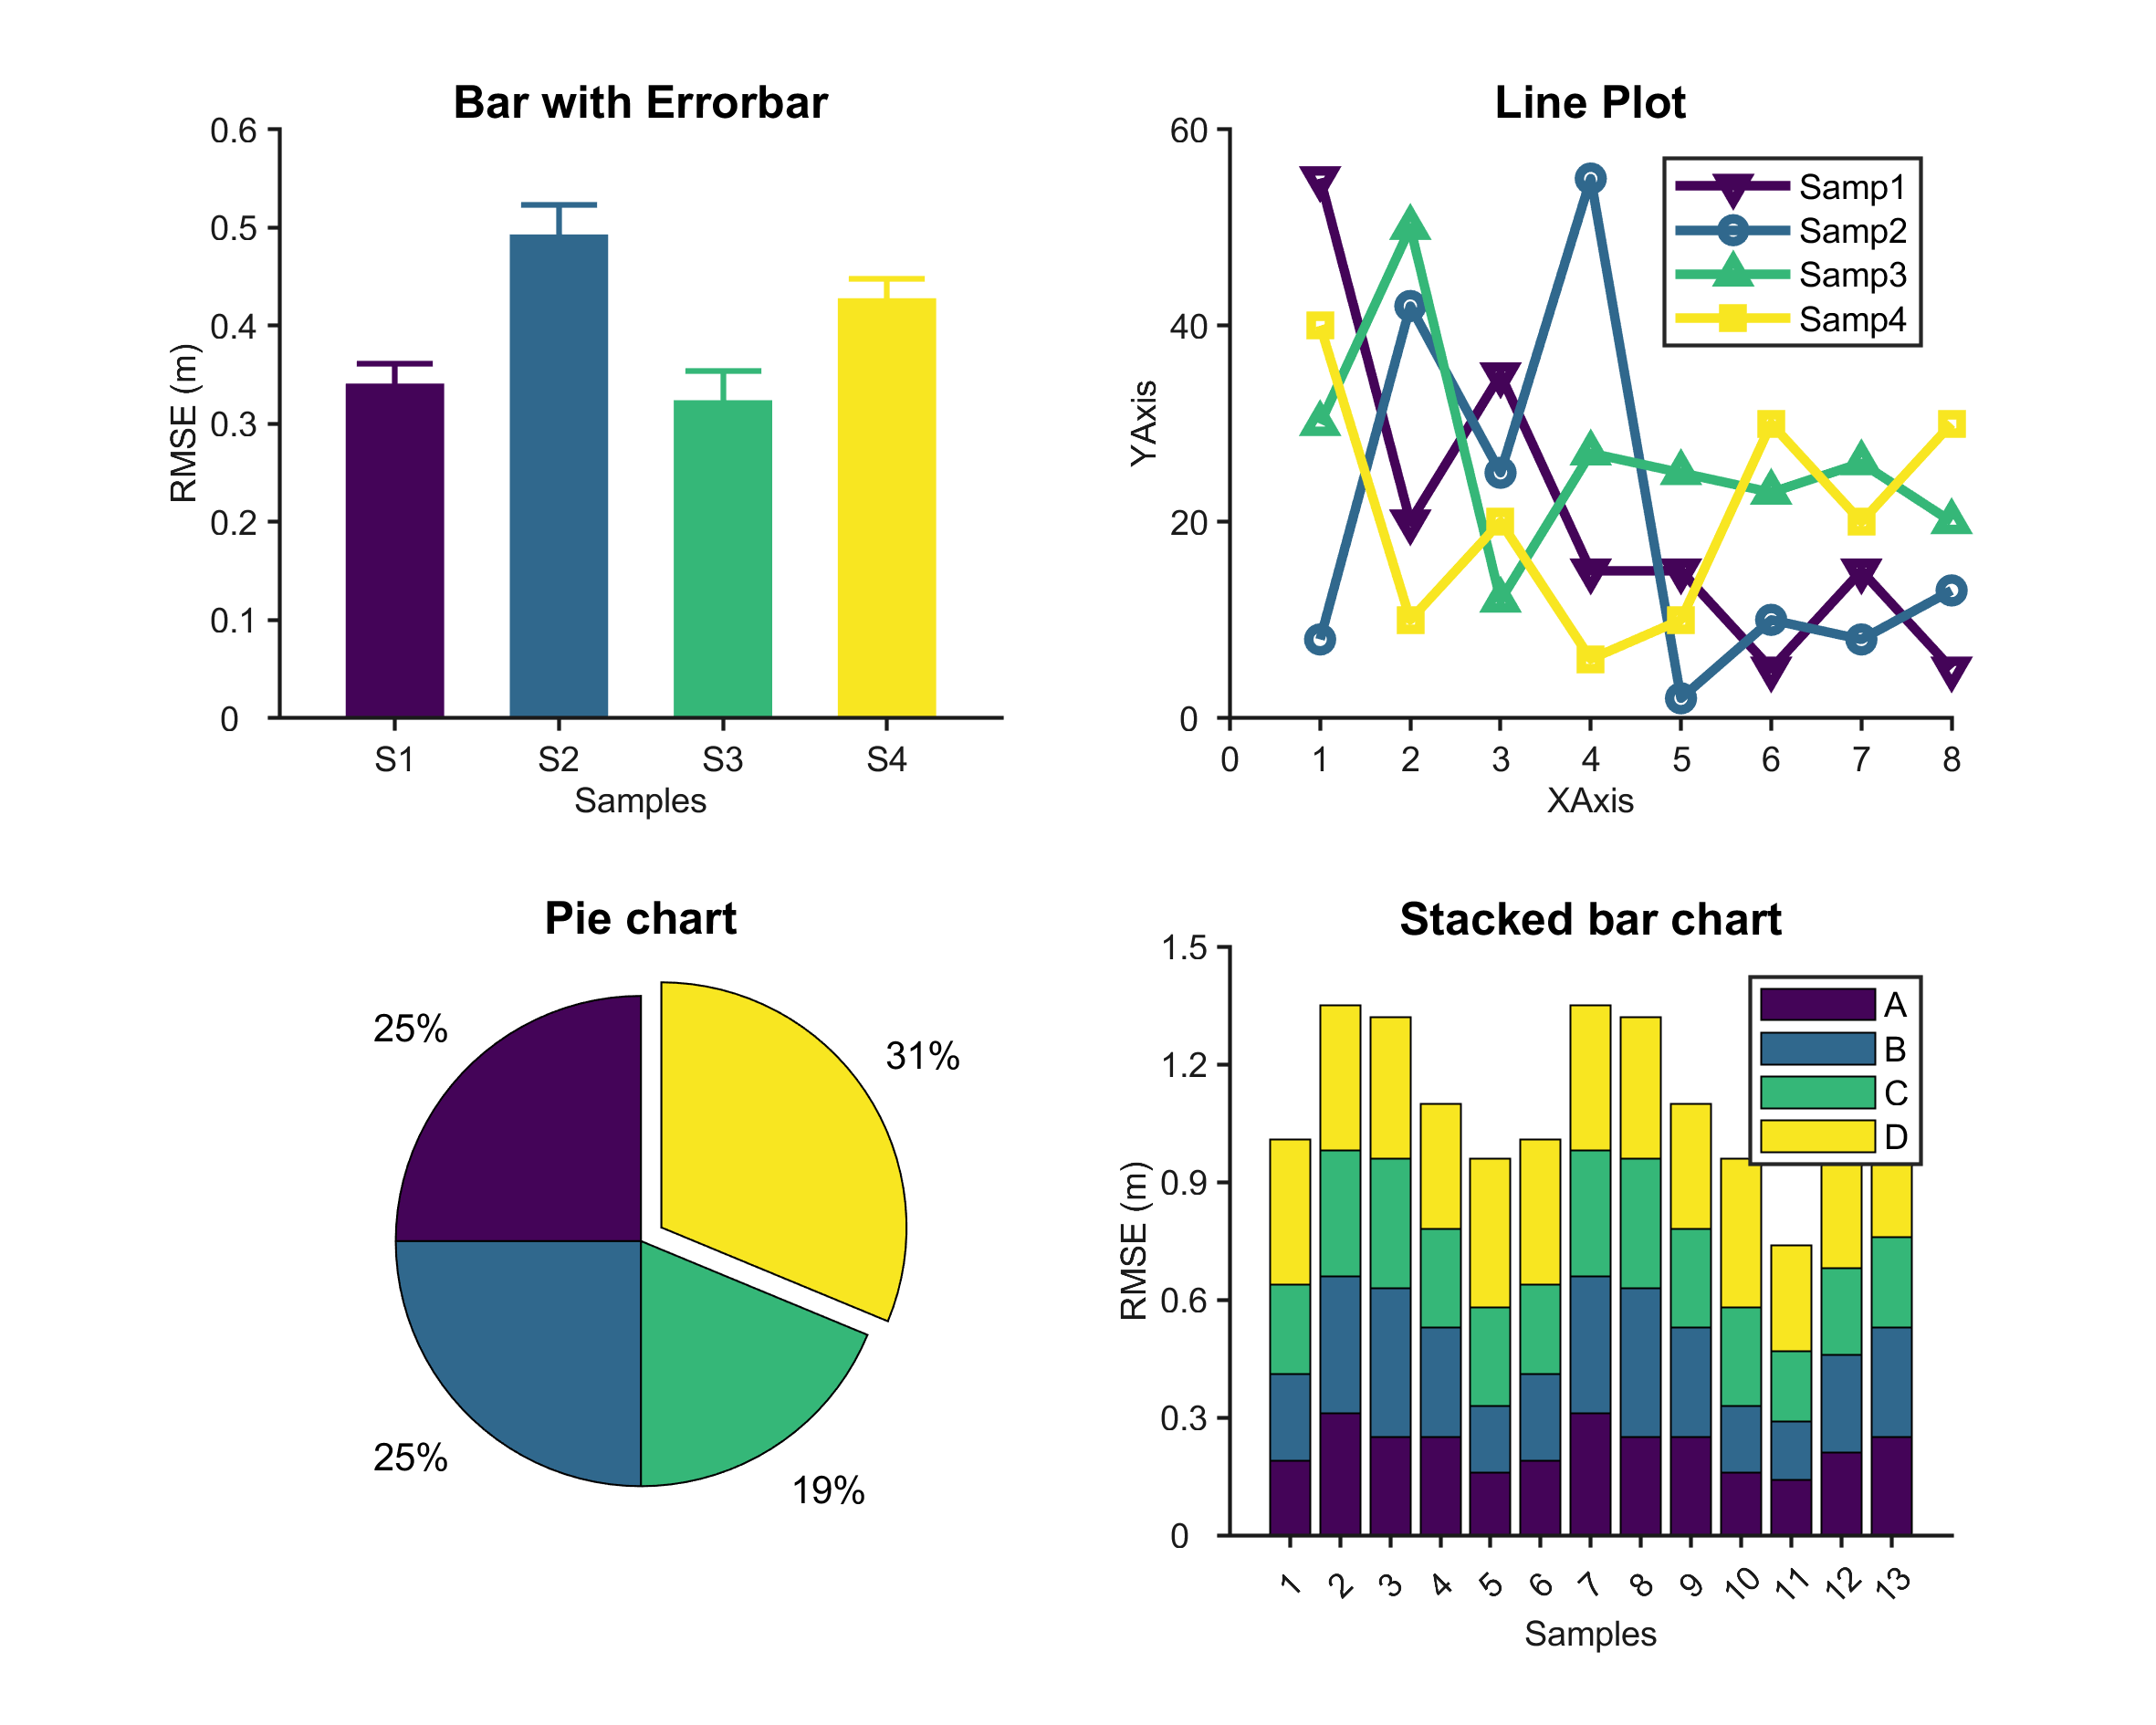 Bar with Errorbar
0.6
0.5
0.4
0.3
0.2
0.1
0
RMSE (m)
S1 S2 S3 S4
Samples
Line Plot
60
40
20
0
YAxis
0 1 2 3 4 5 6 7 8
XAxis
Samp1
Samp2
Samp3
Samp4
Pie chart
25%
31%
25%
19%
Stacked bar chart
1.5
1.2
0.9
0.6
0.3
0
RMSE (m)
1 2 3 4 5 6 7 8 9 10 11 12 13
Samples
A
B
C
D